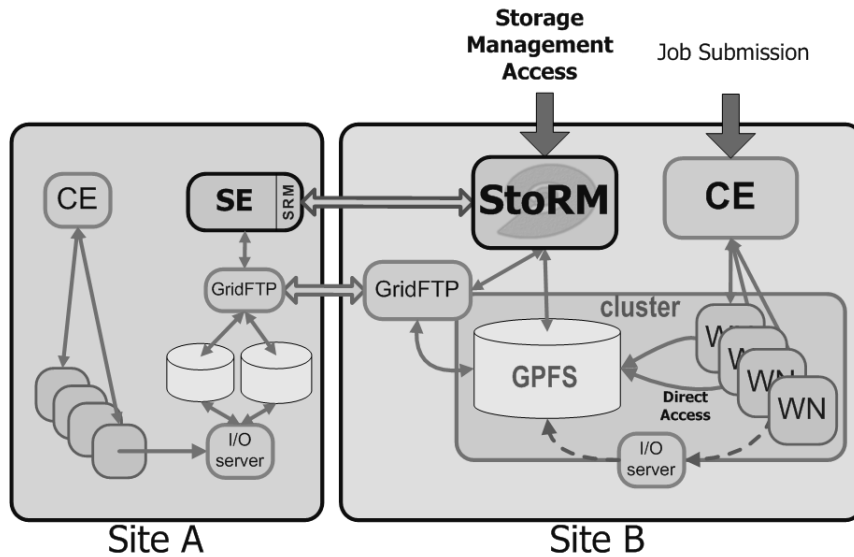 Storage
Management
Access
Job Submission
CE
SE
SRM
StoRM
CE
GridFTP
GridFTP
cluster
GPFS
WN
WN
WN
Direct
Access
I/O
server
I/O
server
Site A
Site B